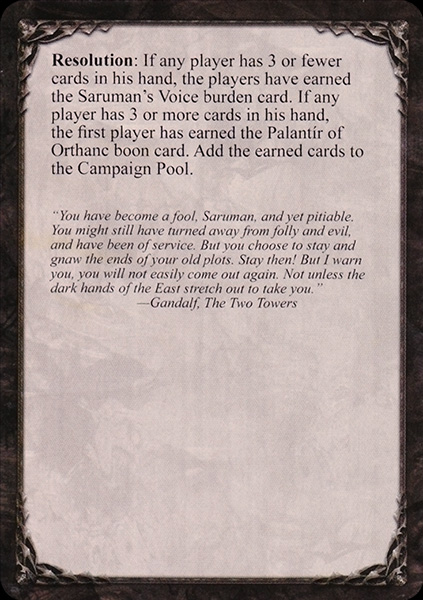 Resolution: If any player has 3 or fewer
cards in his hand, the players have earned
the Saruman's Voice burden card. If any
player has 3 or more cards in his hand,
the first player has earned the Palantír of
Orthanc boon card. Add the earned cards to
the Campaign Pool.
“You have become a fool, Saruman, and yet pitiable.
You might still have turned away from folly and evil,
and have been of service. But you choose to stay and
gnaw the ends of your old plots. Stay then! But I warn
you, you will not easily come out again. Not unless the
dark hands of the East stretch out to take you.”
—Gandalf, The Two Towers